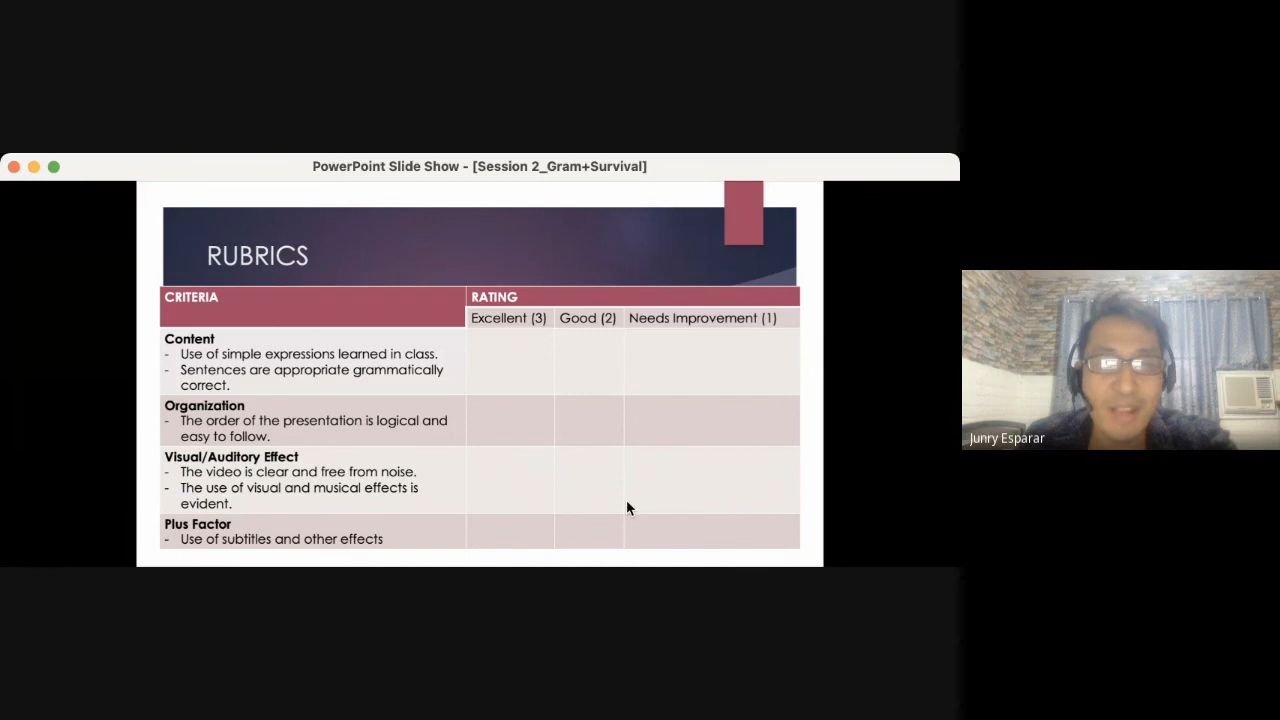 PowerPoint Slide Show - [Session 2_Gram+Survival]
RUBRICS
CRITERIA
RATING
Excellent (3)
Good (2)
Needs Improvement (1)
Content
- Use of simple expressions learned in class.
- Sentences are appropriate grammatically
correct.
Organization
- The order of the presentation is logical and
easy to follow.
Visual/Auditory Effect
- The video is clear and free from noise.
- The use of visual and musical effects is
evident.
Plus Factor
- Use of subtitles and other effects
Junry Esparar